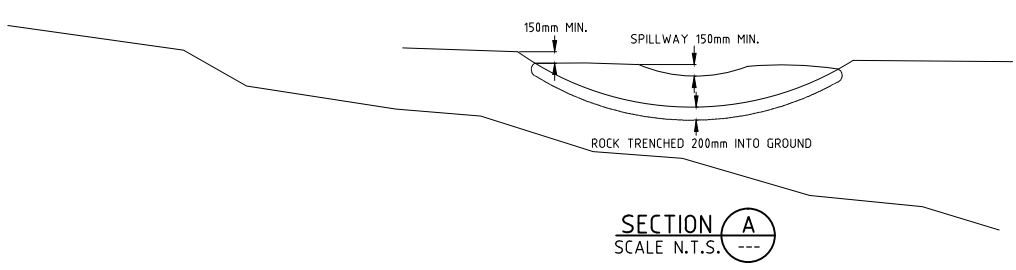 150mm MIN.
SPILLWAY 150mm MIN.
ROCK TRENCHED 200mm INTO GROUND
SECTION A
SCALE N.T.S. ---